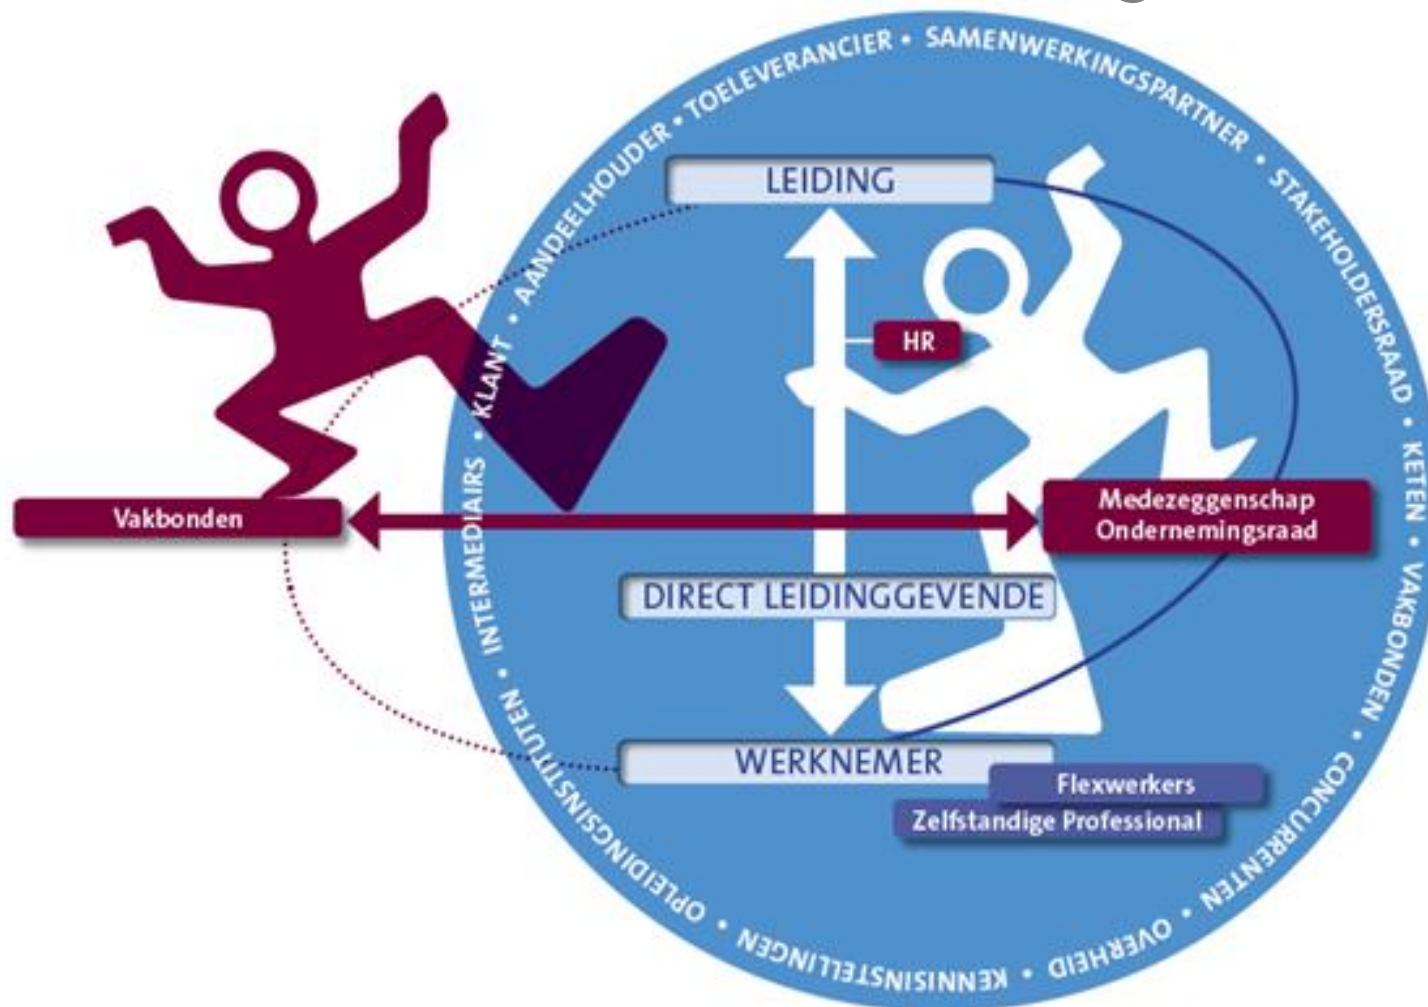 INTERMEDIAIRS • KLANT • AANDEELHOUDER • TOELEVERANCIER • SAMENWERKINGSPARTNER • STAKEHOLDERSRAAD • KETEN • VAKBONDEN • CONCURRENTEN • OVERHEID • KENNISINSTELLINGEN • OPLEIDINGSINSTITUTEN •
LEIDING
HR
Vakbonden
Medezeggenschap
Ondernemingsraad
DIRECT LEIDINGGEVENDE
WERKNEMER
Flexwerkers
Zelfstandige Professional